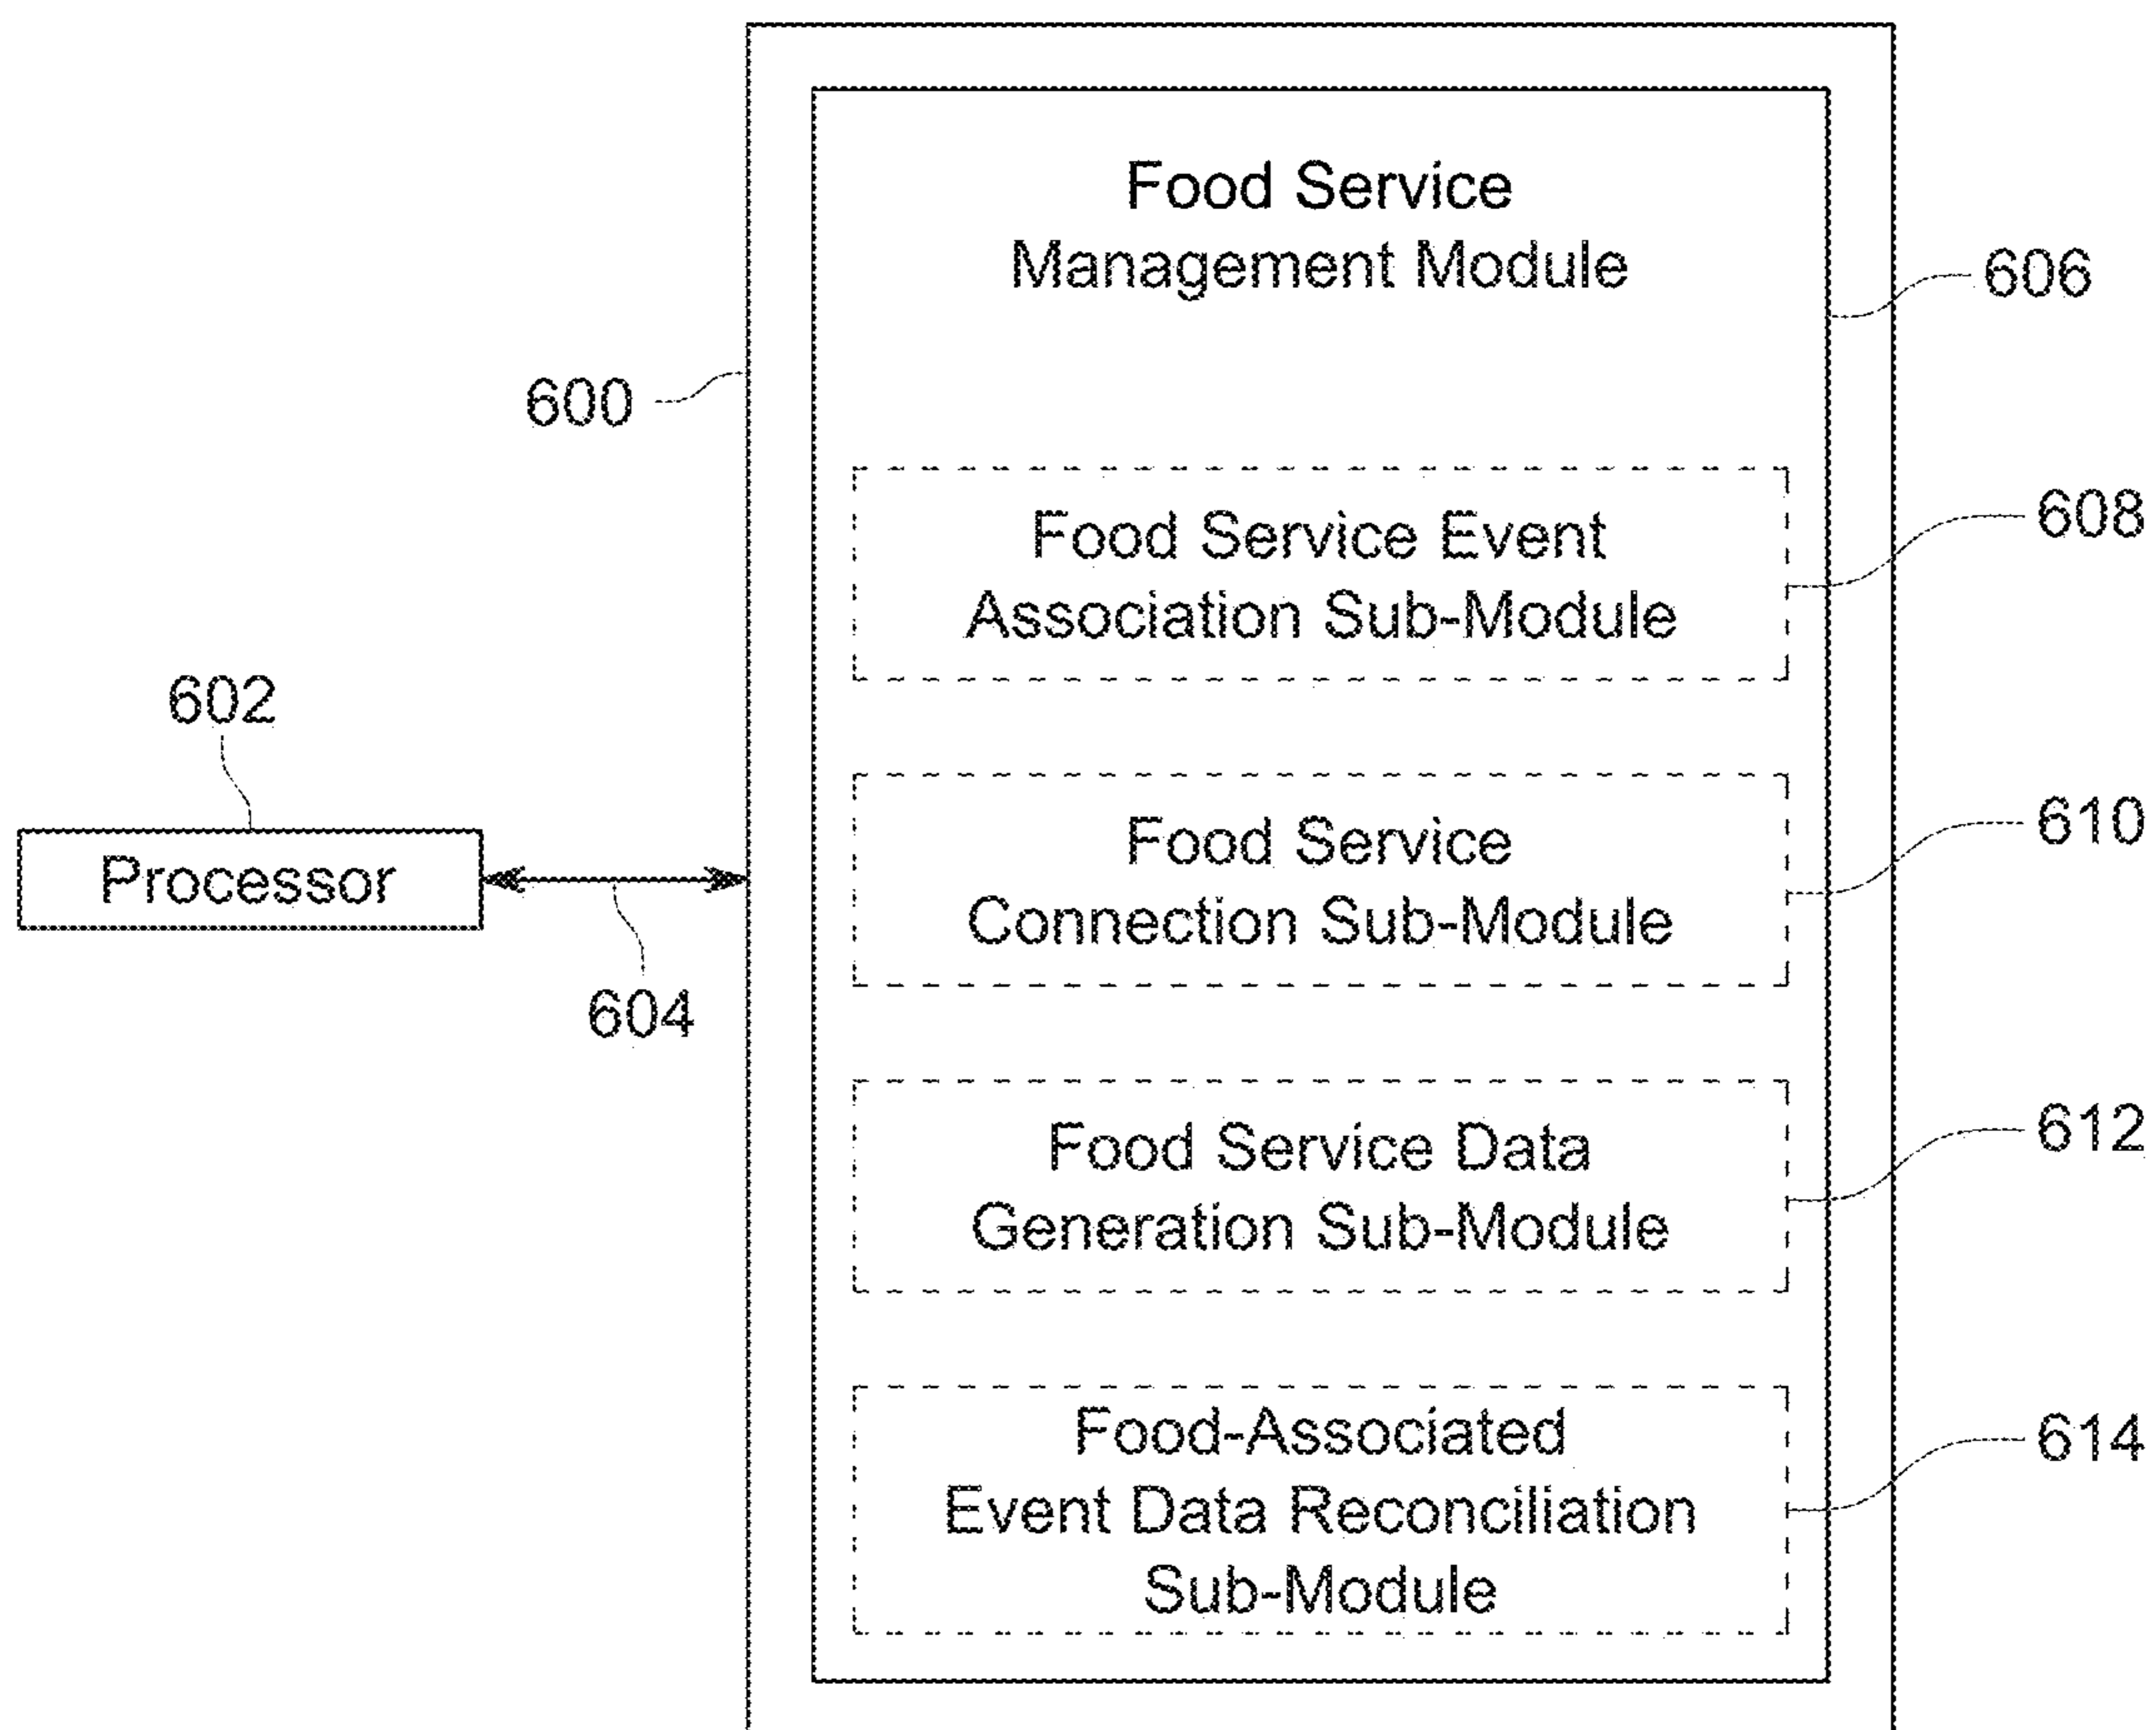 Food Service
Management Module
606
600
Food Service Event
Association Sub-Module
608
602
Processor
604
Food Service
Connection Sub-Module
610
Food Service Data
Generation Sub-Module
612
Food-Associated
Event Data Reconciliation
Sub-Module
614